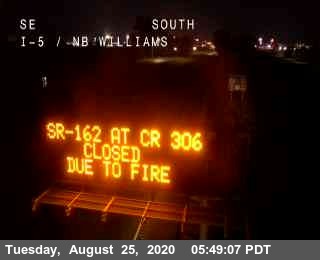 SE SOUTH
I-5 / NB WILLIAMS
SR-162 AT CR 306
CLOSED
DUE TO FIRE
Tuesday, August 25, 2020 05:49:07 PDT